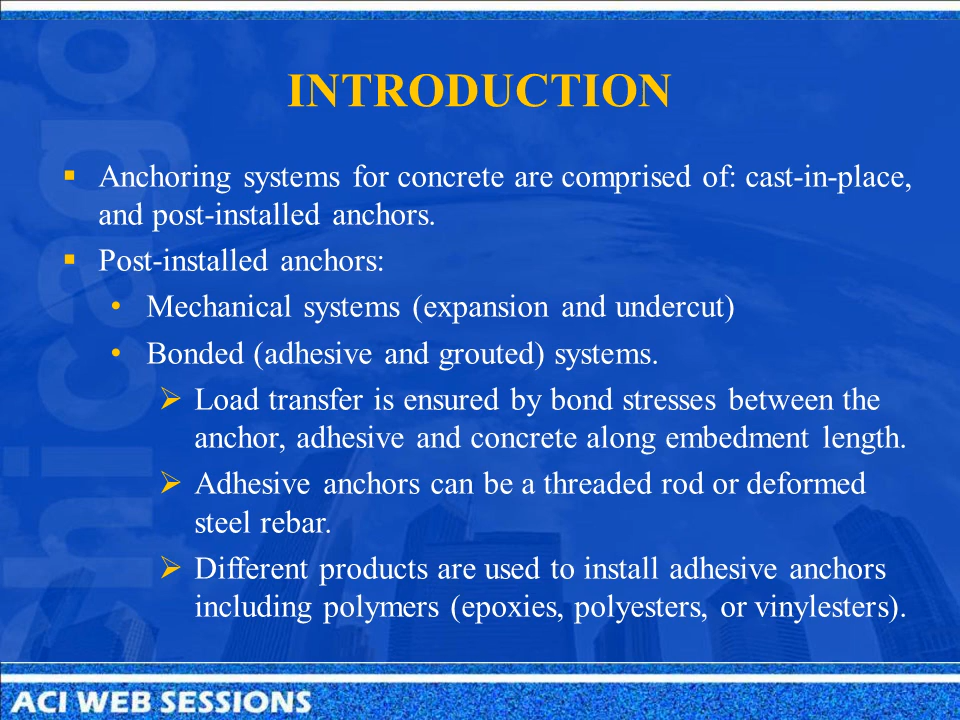 chicago
INTRODUCTION
▪ Anchoring systems for concrete are comprised of: cast-in-place,
and post-installed anchors.
▪ Post-installed anchors:
• Mechanical systems (expansion and undercut)
• Bonded (adhesive and grouted) systems.
➢ Load transfer is ensured by bond stresses between the
anchor, adhesive and concrete along embedment length.
➢ Adhesive anchors can be a threaded rod or deformed
steel rebar.
➢ Different products are used to install adhesive anchors
including polymers (epoxies, polyesters, or vinylesters).
ACI WEB SESSIONS